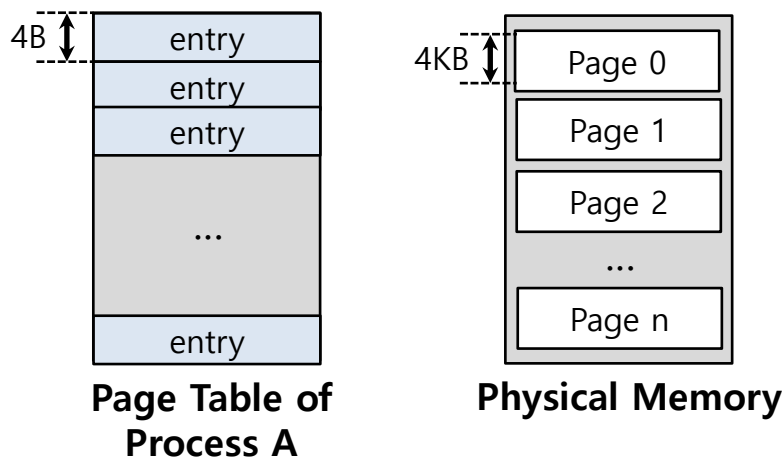 4B
entry
entry
entry
...
entry
Page Table of
Process A
4KB
Page 0
Page 1
Page 2
...
Page n
Physical Memory